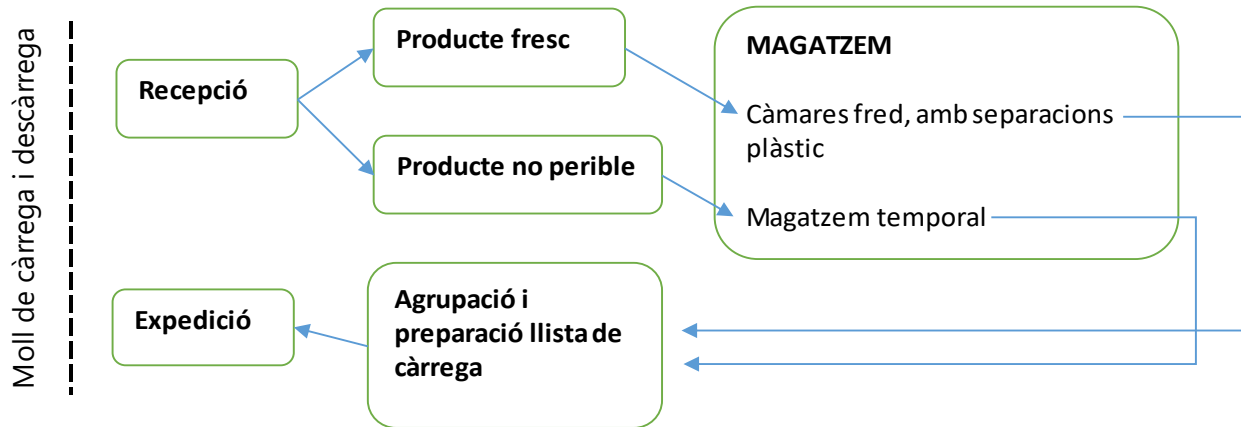 Moll de càrrega i descàrrega
Recepció
Producte fresc
Producte no perible
MAGATZEM
Càmares fred, amb separacions
plàstic
Magatzem temporal
Agrupació i
preparació llista de
càrrega
Expedició